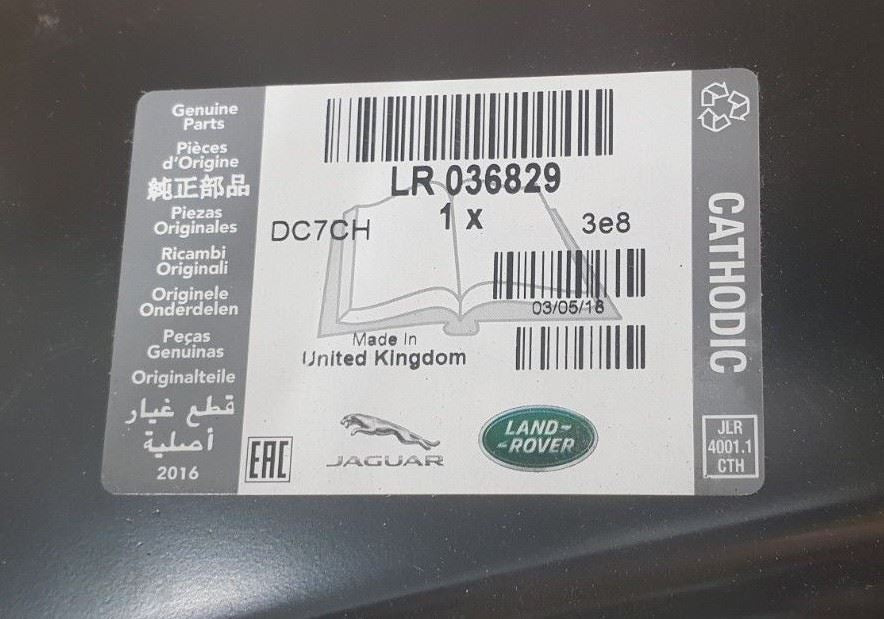 Genuine
Parts
Pièces
d'Origine
純正部品
Piezas
Originales
Ricambi
Originali
Originele
Onderdelen
Peças
Genuinas
Originalteile
قطع غيار
أصلية
2016
LR 036829
1 x
DC7CH
3e8
03/05/18
Made In
United Kingdom
EAC
JAGUAR
LAND-
-ROVER
CATHODIC
JLR
4001.1
CTH